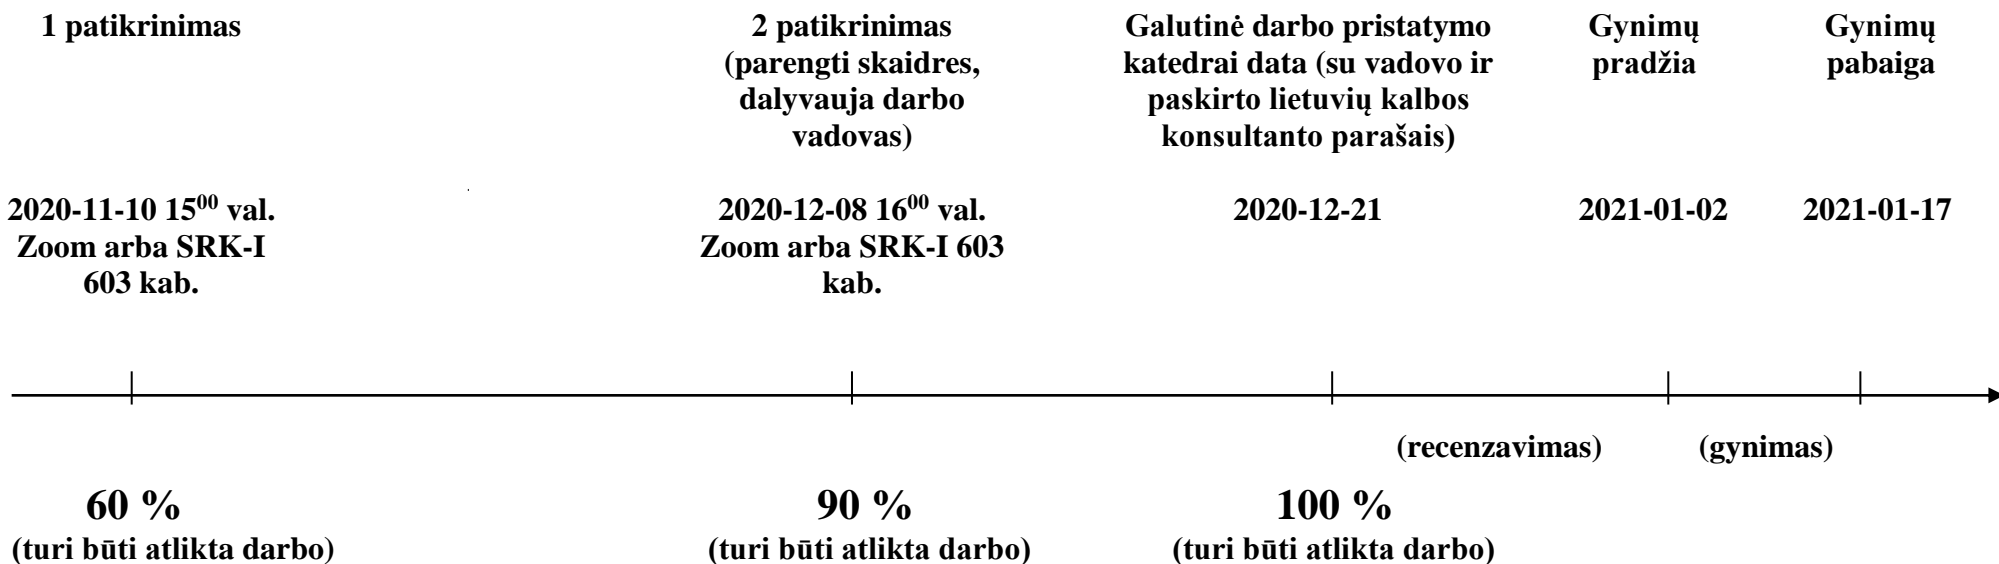 1 patikrinimas
2 patikrinimas
(parengti skaidres,
dalyvauja darbo
vadovas)
Galutinė darbo pristatymo
katedrai data (su vadovo ir
paskirto lietuvių kalbos
konsultanto parašais)
Gynimų
pradžia
Gynimų
pabaiga
2020-11-10 15⁰⁰ val.
Zoom arba SRK-I
603 kab.
2020-12-08 16⁰⁰ val.
Zoom arba SRK-I 603
kab.
2020-12-21
2021-01-02
2021-01-17
(recenzavimas)
(gynimas)
60 %
(turi būti atlikta darbo)
90 %
(turi būti atlikta darbo)
100 %
(turi būti atlikta darbo)